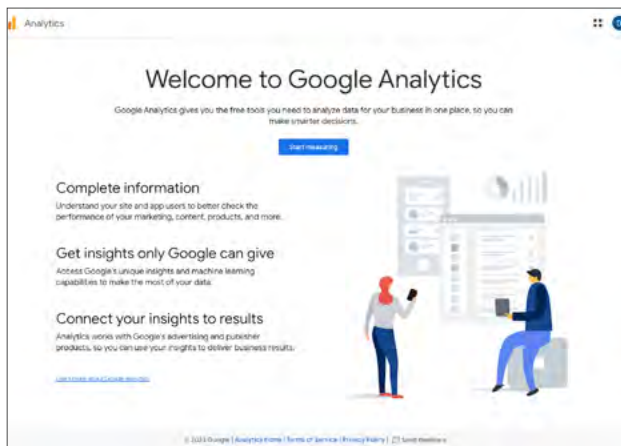 Analytics
Welcome to Google Analytics
Google Analytics gives you the free tools you need to analyze data for your business in one place, so you can
make smarter decisions.
Start measuring
Complete information
Understand your site and app users to better check the
performance of your marketing, content, products, and more.
Get insights only Google can give
Access Google's unique insights and machine learning
capabilities to make the most of your data.
Connect your insights to results
Analytics works with Google's advertising and publisher
products, so you can use your insights to deliver business results.
Google | Analytics Home | Terms of Service | Privacy Policy | Send feedback